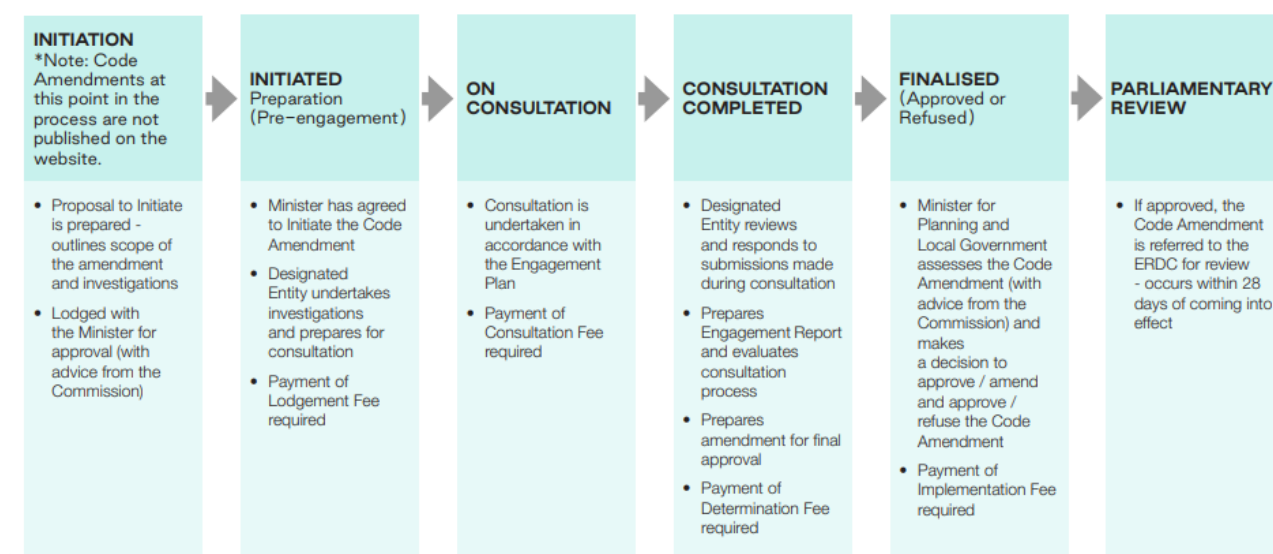 INITIATION
*Note: Code
Amendments at
this point in the
process are not
published on the
website.
• Proposal to Initiate
is prepared -
outlines scope of
the amendment
and investigations
• Lodged with
the Minister for
approval (with
advice from the
Commission)
INITIATED
Preparation
(Pre-engagement)
• Minister has agreed
to Initiate the Code
Amendment
• Designated
Entity undertakes
investigations
and prepares for
consultation
• Payment of
Lodgement Fee
required
ON
CONSULTATION
• Consultation is
undertaken in
accordance with
the Engagement
Plan
• Payment of
Consultation Fee
required
CONSULTATION
COMPLETED
• Designated
Entity reviews
and responds to
submissions made
during consultation
• Prepares
Engagement Report
and evaluates
consultation
process
• Prepares
amendment for final
approval
• Payment of
Determination Fee
required
FINALISED
(Approved or
Refused)
• Minister for
Planning and
Local Government
assesses the Code
Amendment (with
advice from the
Commission) and
makes
a decision to
approve / amend
and approve /
refuse the Code
Amendment
• Payment of
Implementation Fee
required
PARLIAMENTARY
REVIEW
• If approved, the
Code Amendment
is referred to the
ERDC for review
- occurs within 28
days of coming into
effect